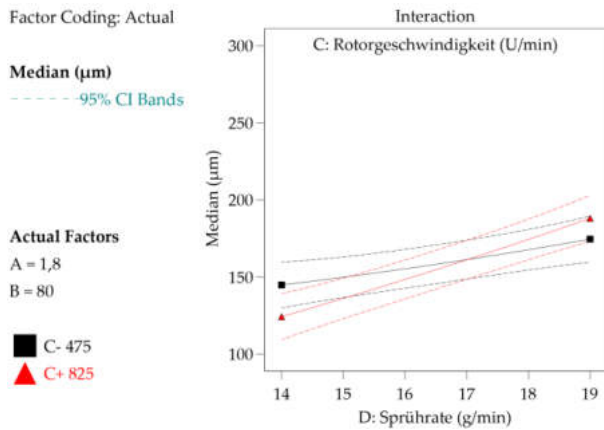 Factor Coding: Actual
Median (µm)
95% CI Bands
Actual Factors
A = 1,8
B = 80
C- 475
C+ 825
Interaction
C: Rotorgeschwindigkeit (U/min)
Median (µm)
300
250
200
150
100
14 15 16 17 18 19
D: Sprührate (g/min)